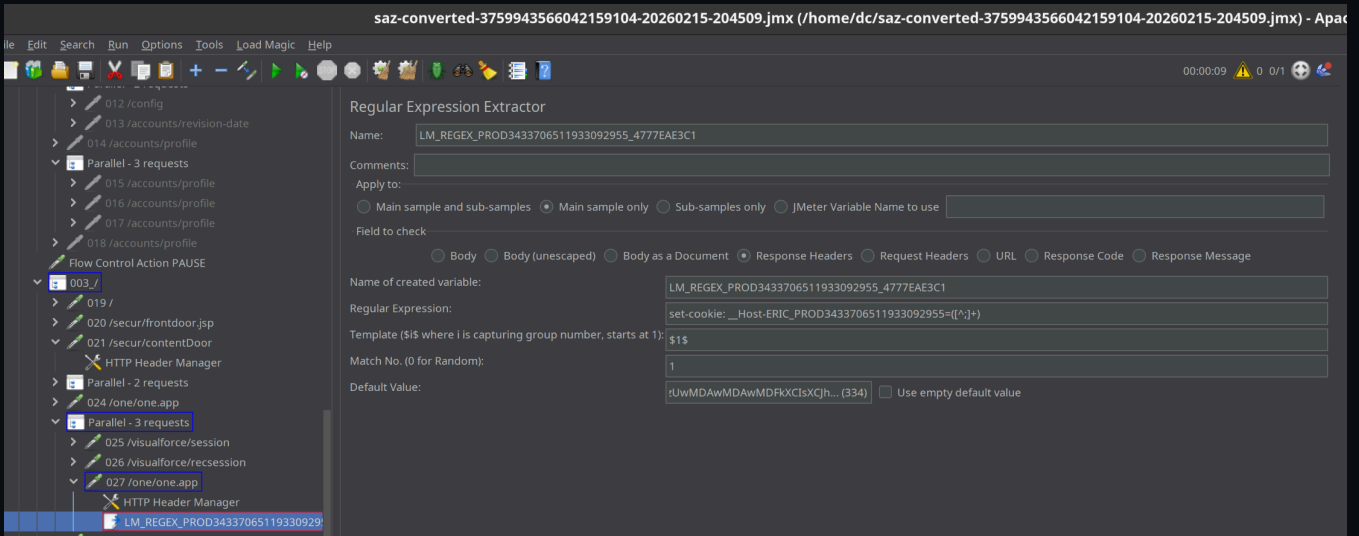 saz-converted-3759943566042159104-20260215-204509.jmx (/home/dc/saz-converted-3759943566042159104-20260215-204509.jmx) - Apac
ile Edit Search Run Options Tools Load Magic Help
00:00:09 0 0/1
012 /config
013 /accounts/revision-date
014 /accounts/profile
Parallel - 3 requests
015 /accounts/profile
016 /accounts/profile
017 /accounts/profile
018 /accounts/profile
Flow Control Action PAUSE
003_/
019 /
020 /secur/frontdoor.jsp
021 /secur/contentDoor
HTTP Header Manager
Parallel - 2 requests
024 /one/one.app
Parallel - 3 requests
025 /visualforce/session
026 /visualforce/recsession
027 /one/one.app
HTTP Header Manager
LM_REGEX_PROD34337065119330929
Regular Expression Extractor
Name: LM_REGEX_PROD3433706511933092955_4777EAE3C1
Comments:
Apply to:
Main sample and sub-samples Main sample only Sub-samples only JMeter Variable Name to use
Field to check
Body Body (unescaped) Body as a Document Response Headers Request Headers URL Response Code Response Message
Name of created variable: LM_REGEX_PROD3433706511933092955_4777EAE3C1
Regular Expression: set-cookie: __Host-ERIC_PROD3433706511933092955=([^;]+)
Template ($i$ where i is capturing group number, starts at 1): $1$
Match No. (0 for Random): 1
Default Value: UwMDAwMDAwMDFkXCIsXCJh... (334) Use empty default value